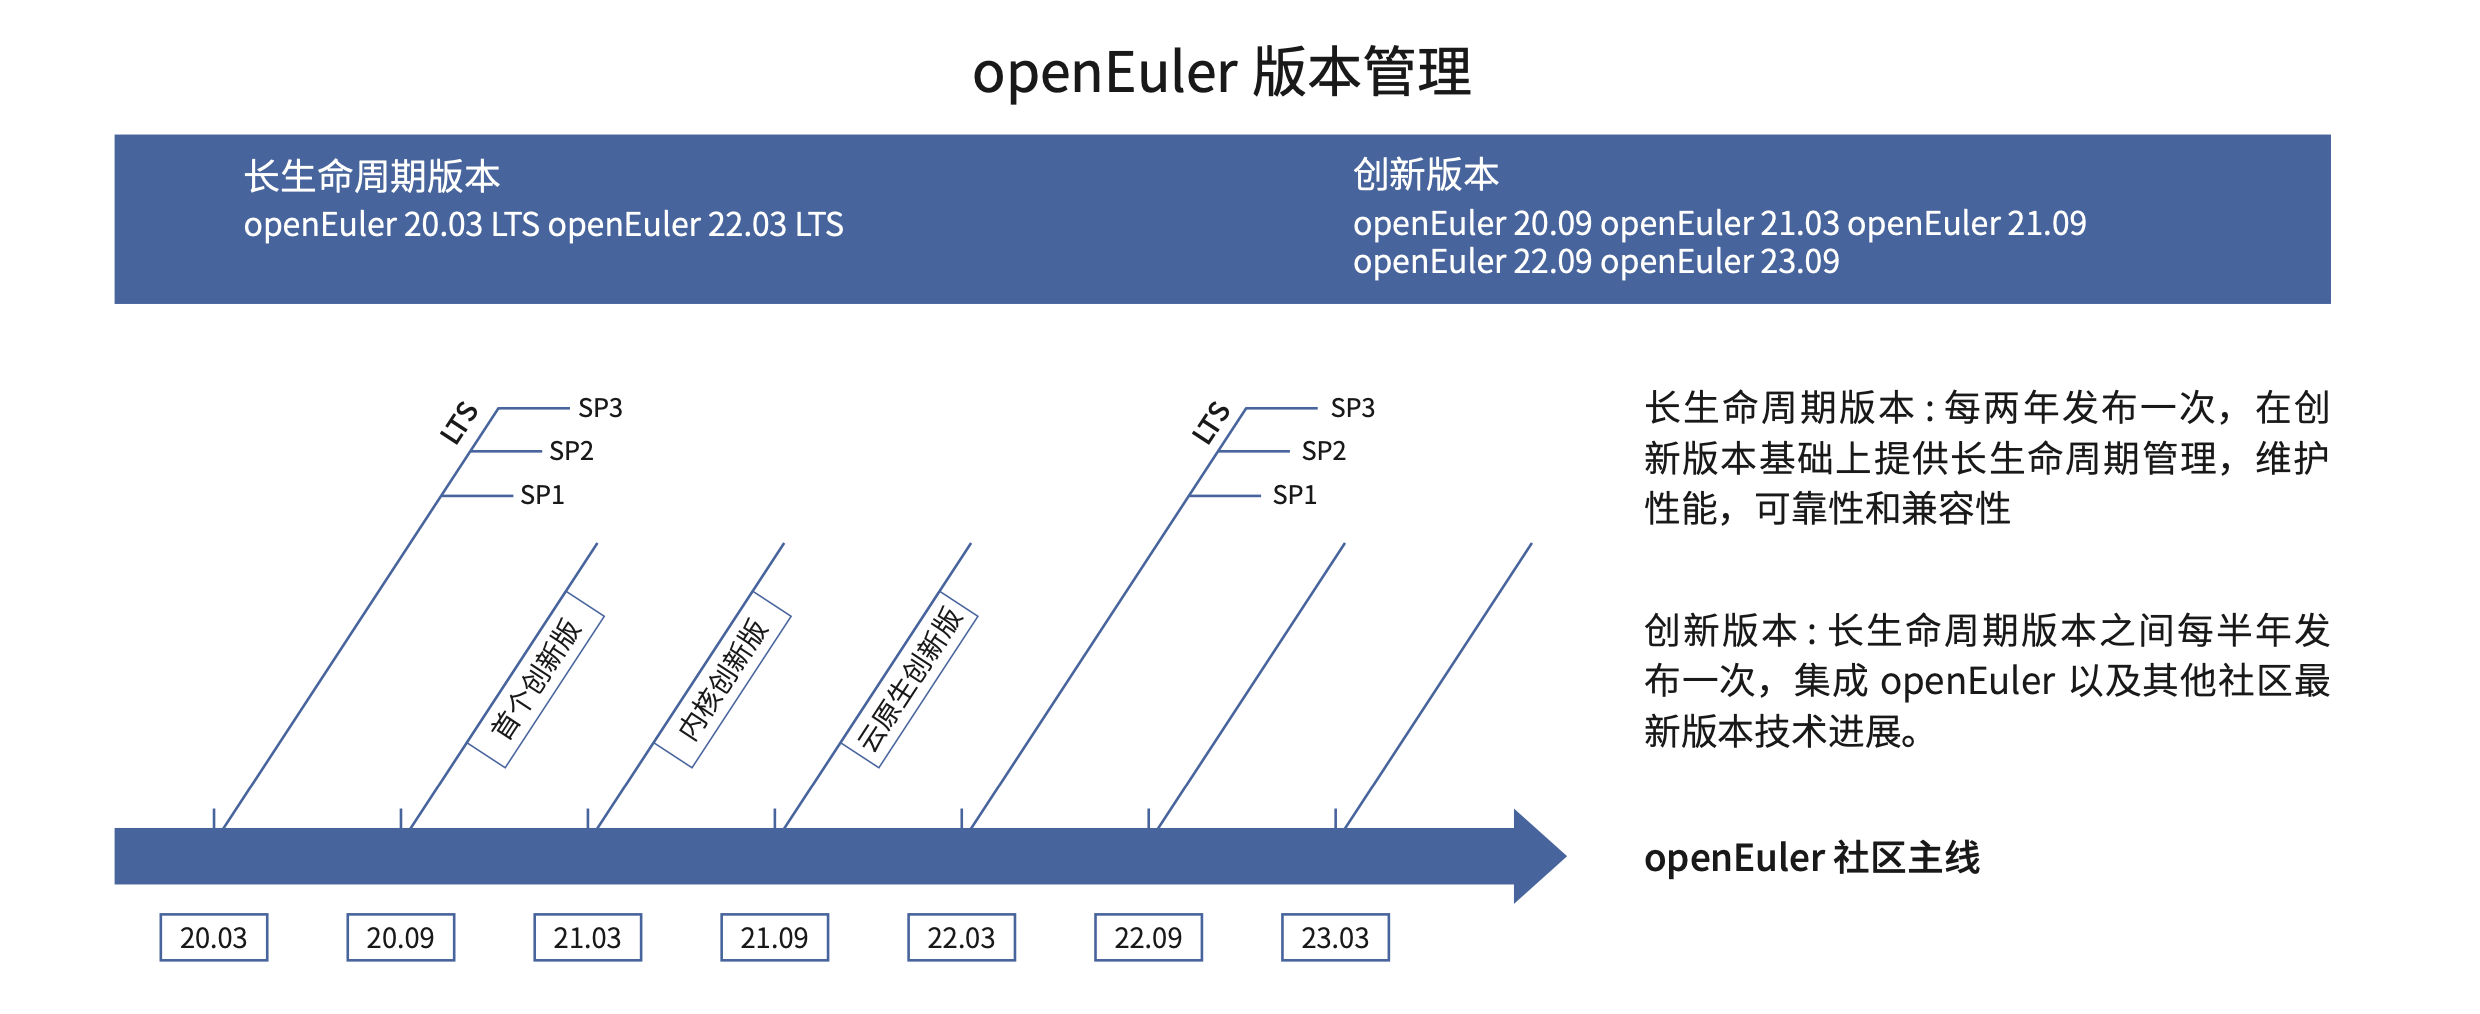 openEuler 版本管理
长生命周期版本
openEuler 20.03 LTS openEuler 22.03 LTS
创新版本
openEuler 20.09 openEuler 21.03 openEuler 21.09
openEuler 22.09 openEuler 23.09
LTS
SP3
SP2
SP1
首个创新版
内核创新版
云原生创新版
LTS
SP3
SP2
SP1
长生命周期版本 : 每两年发布一次，在创
新版本基础上提供长生命周期管理，维护
性能，可靠性和兼容性
创新版本 : 长生命周期版本之间每半年发
布一次，集成 openEuler 以及其他社区最
新版本技术进展。
openEuler 社区主线
20.03
20.09
21.03
21.09
22.03
22.09
23.03